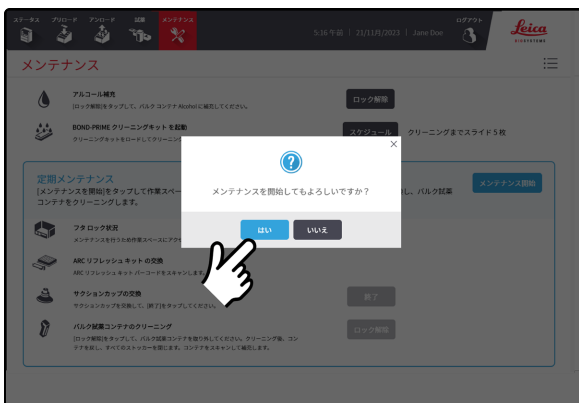 ステータス プリロード アンロード 試薬 メンテナンス ログアウト
5:16 午前 | 21/11月/2023 | Jane Doe
Leica
BIOSYSTEMS
メンテナンス
アルコール補充
[ロック解除]をタップして、バルク コンテナ Alcohol に補充してください。
ロック解除
BOND-PRIME クリーニングキット を起動
クリーニングキットをロードしてクリーニン
スケジュール
クリーニングまでスライド 5 枚
定期メンテナンス
[メンテナンスを開始]をタップして作業スペー
し、バルク試薬
コンテナをクリーニングします。
メンテナンス開始
メンテナンスを開始してもよろしいですか？
はい
いいえ
フタ ロック状況
メンテナンスを行うため作業スペースにアクセ
ARC リフレッシュ キット の交換
ARC リフレッシュ キット バーコードをスキャンします。
サクションカップの交換
サクションカップを交換して、[終了]をタップしてください。
終了
バルク試薬コンテナのクリーニング
[ロック解除]をタップして、バルク試薬コンテナを取り外してください。クリーニング後、コン
テナを戻し、すべてのストッカーを閉じます。コンテナをスキャンして補充します。
ロック解除